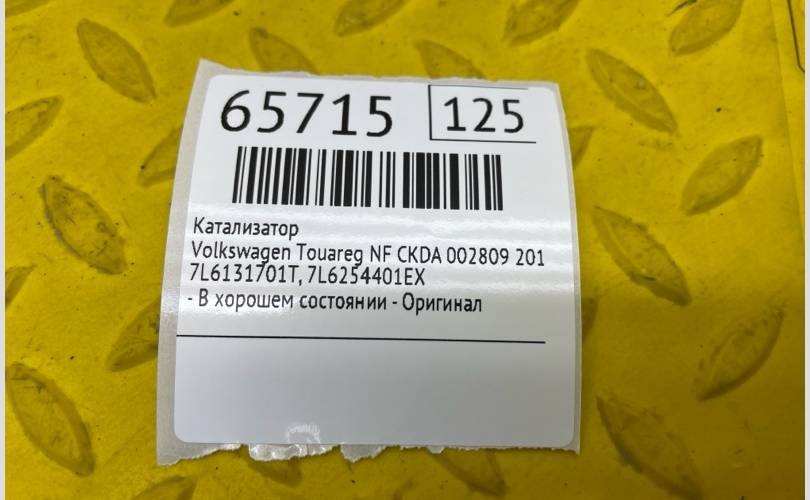 65715 125
Катализатор
Volkswagen Touareg NF CKDA 002809 201
7L6131701T, 7L6254401EX
- В хорошем состоянии - Оригинал